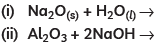 (i) Na₂O₍ₛ₎ + H₂O₍ₗ₎ →
(ii) Al₂O₃ + 2NaOH →